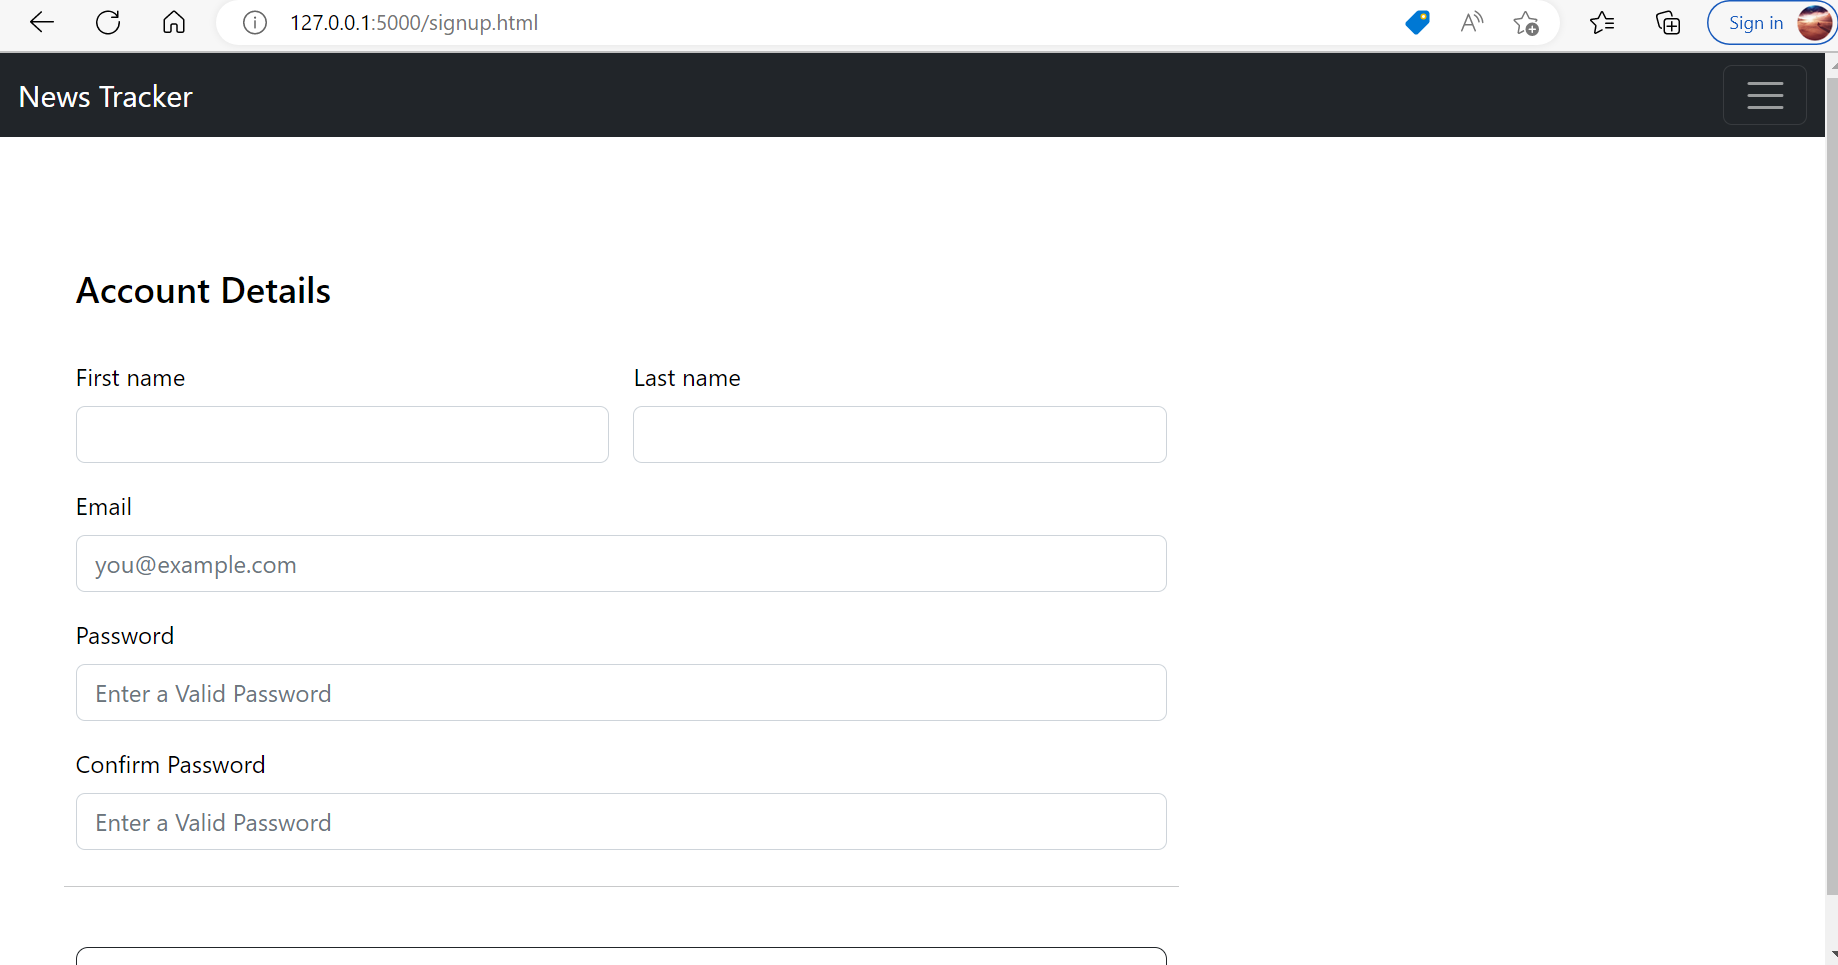 127.0.0.1:5000/signup.html
Sign in
News Tracker
Account Details
First name
Last name
Email
you@example.com
Password
Enter a Valid Password
Confirm Password
Enter a Valid Password